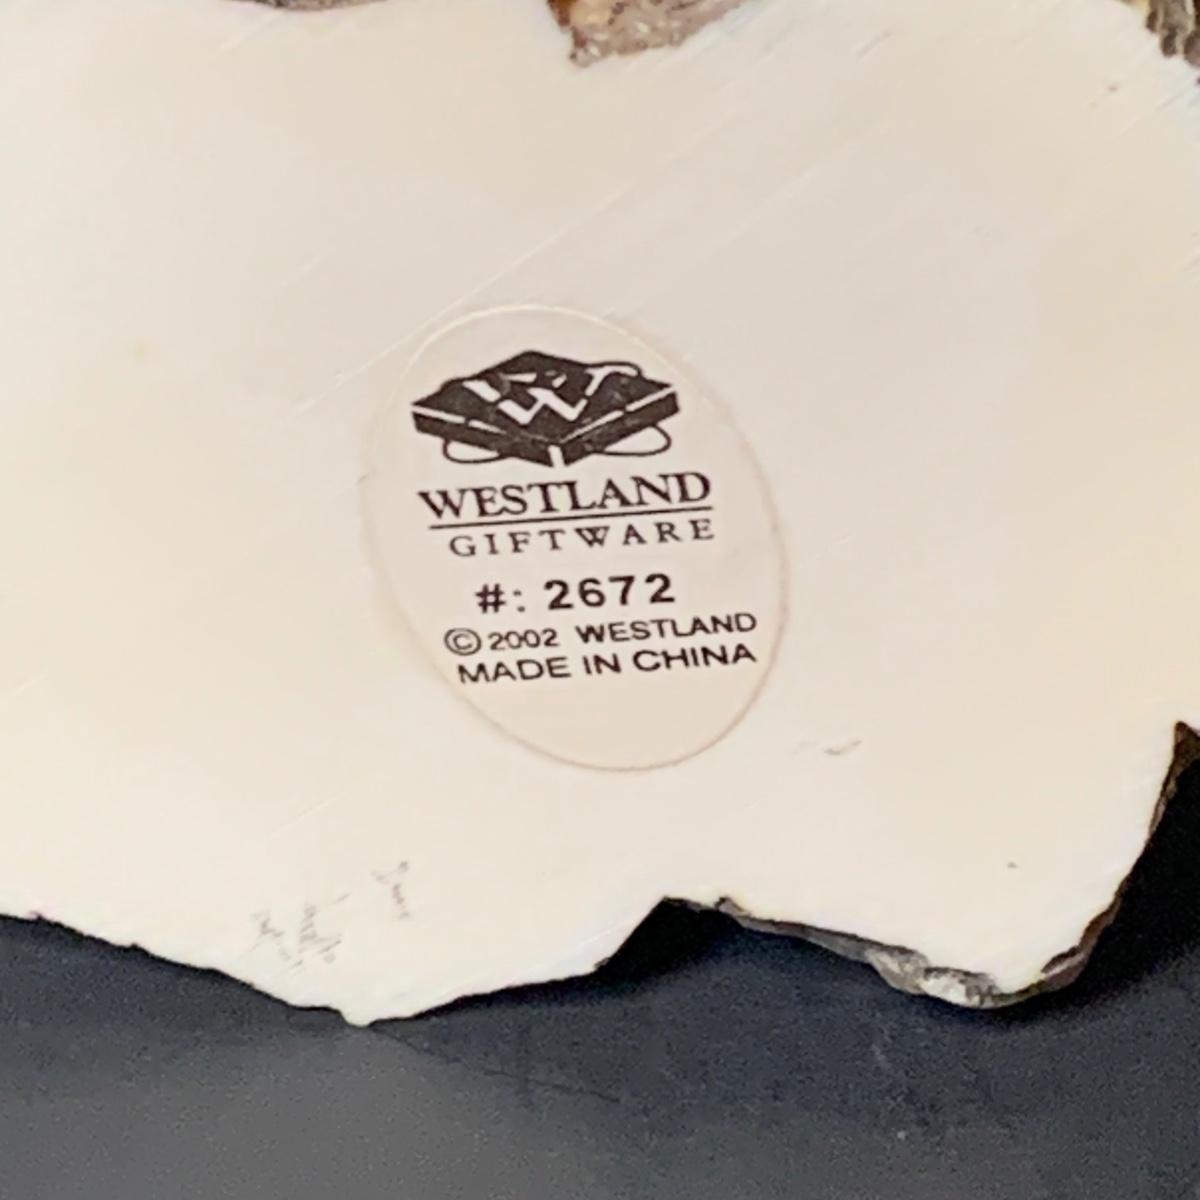 W
WESTLAND
GIFTWARE
#: 2672
©2002 WESTLAND
MADE IN CHINA